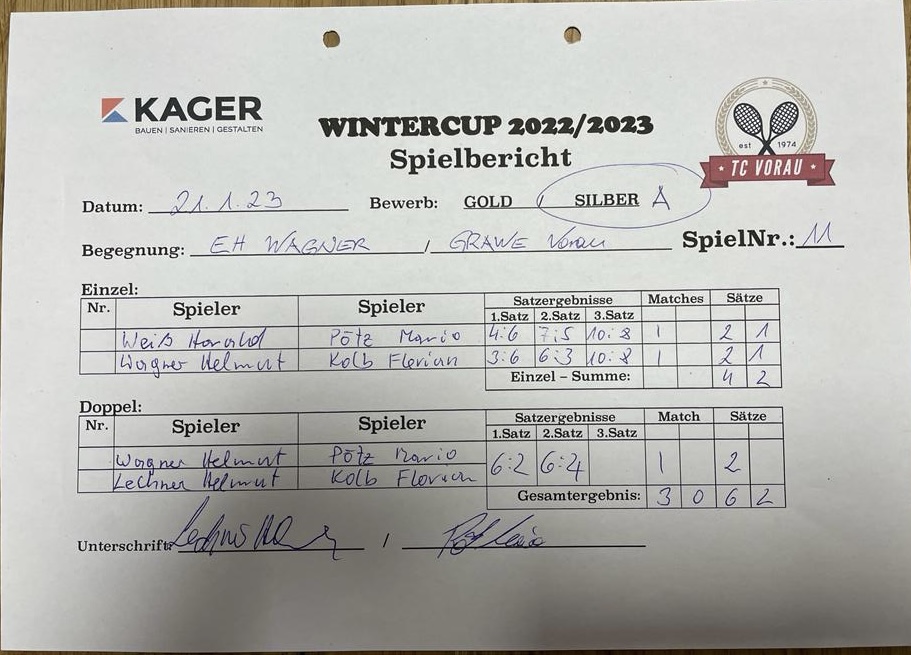 KAGER
BAUEN | SANIEREN | GESTALTEN
WINTERCUP 2022/2023
Spielbericht
est 1974
TC VORAU
Datum: 21.1.23 Bewerb: GOLD / SILBER A
Begegnung: EH WAGNER / GRAWE Vorau SpielNr.: 11
Einzel:
Nr. Spieler Spieler Satzergebnisse Matches Sätze
1.Satz 2.Satz 3.Satz
Weiß Harald Pötz Mario 4:6 7:5 10:8 1 2 1
Wagner Helmut Kolb Florian 3:6 6:3 10:8 1 2 1
Einzel – Summe: 4 2
Doppel:
Nr. Spieler Spieler Satzergebnisse Match Sätze
1.Satz 2.Satz 3.Satz
Wagner Helmut Pötz Mario 6:2 6:4 1 2
Lechner Helmut Kolb Florian
Gesamtergebnis: 3 0 6 2
Unterschrift: /